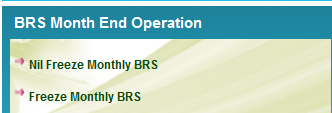 BRS Month End Operation
Nil Freeze Monthly BRS
Freeze Monthly BRS